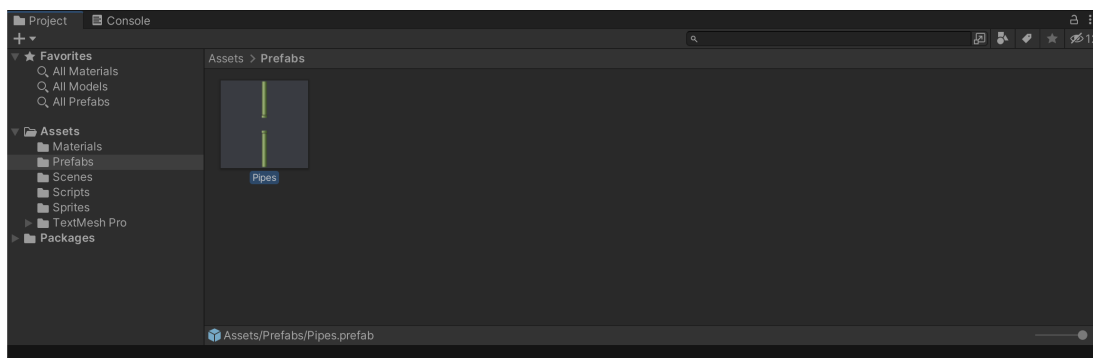 Project Console
Favorites
All Materials
All Models
All Prefabs
Assets
Materials
Prefabs
Scenes
Scripts
Sprites
TextMesh Pro
Packages
Assets > Prefabs
Pipes
Assets/Prefabs/Pipes.prefab